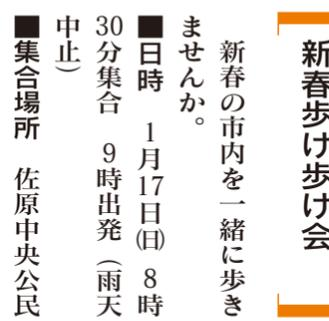 新春歩け歩け会
新春の市内を一緒に歩き
ませんか。
■日時　1月17日㈰　8時
30分集合　9時出発（雨天
中止）
■集合場所　佐原中央公民